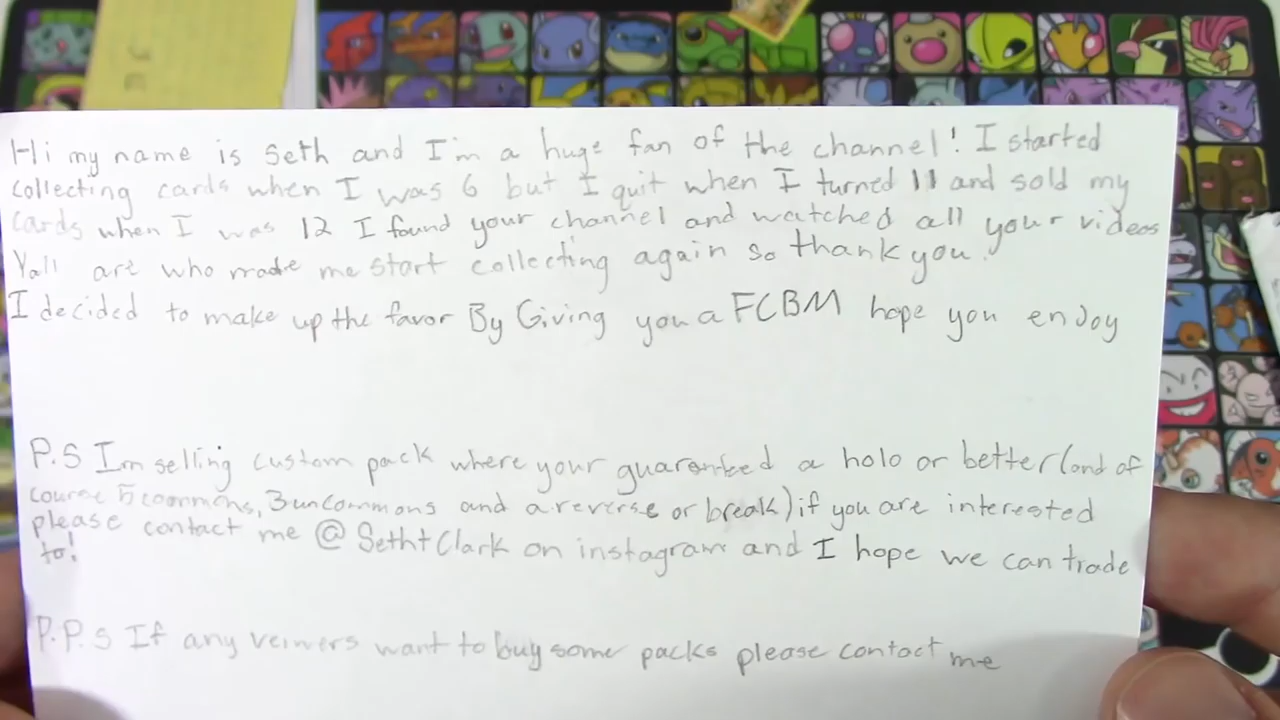 JE
Hi my name is Seth and I'm a huge fan of the channel! I started
collecting cards when I was 6 but I quit when I turned 11 and sold my
cards when I was 12 I found your channel and watched all your videos
Yall are who made me start collecting again so thank you!
I decided to make up the favor By Giving you a FCBM hope you enjoy
P.S Im selling custom pack where your guaranteed a holo or better (and of
course 5 commons, 3 uncommons and a reverse or break) if you are interested
please contact me @ SethtClark on instagram and I hope we can trade
to!
P.P.S If any veiwers want to buy some packs please contact me